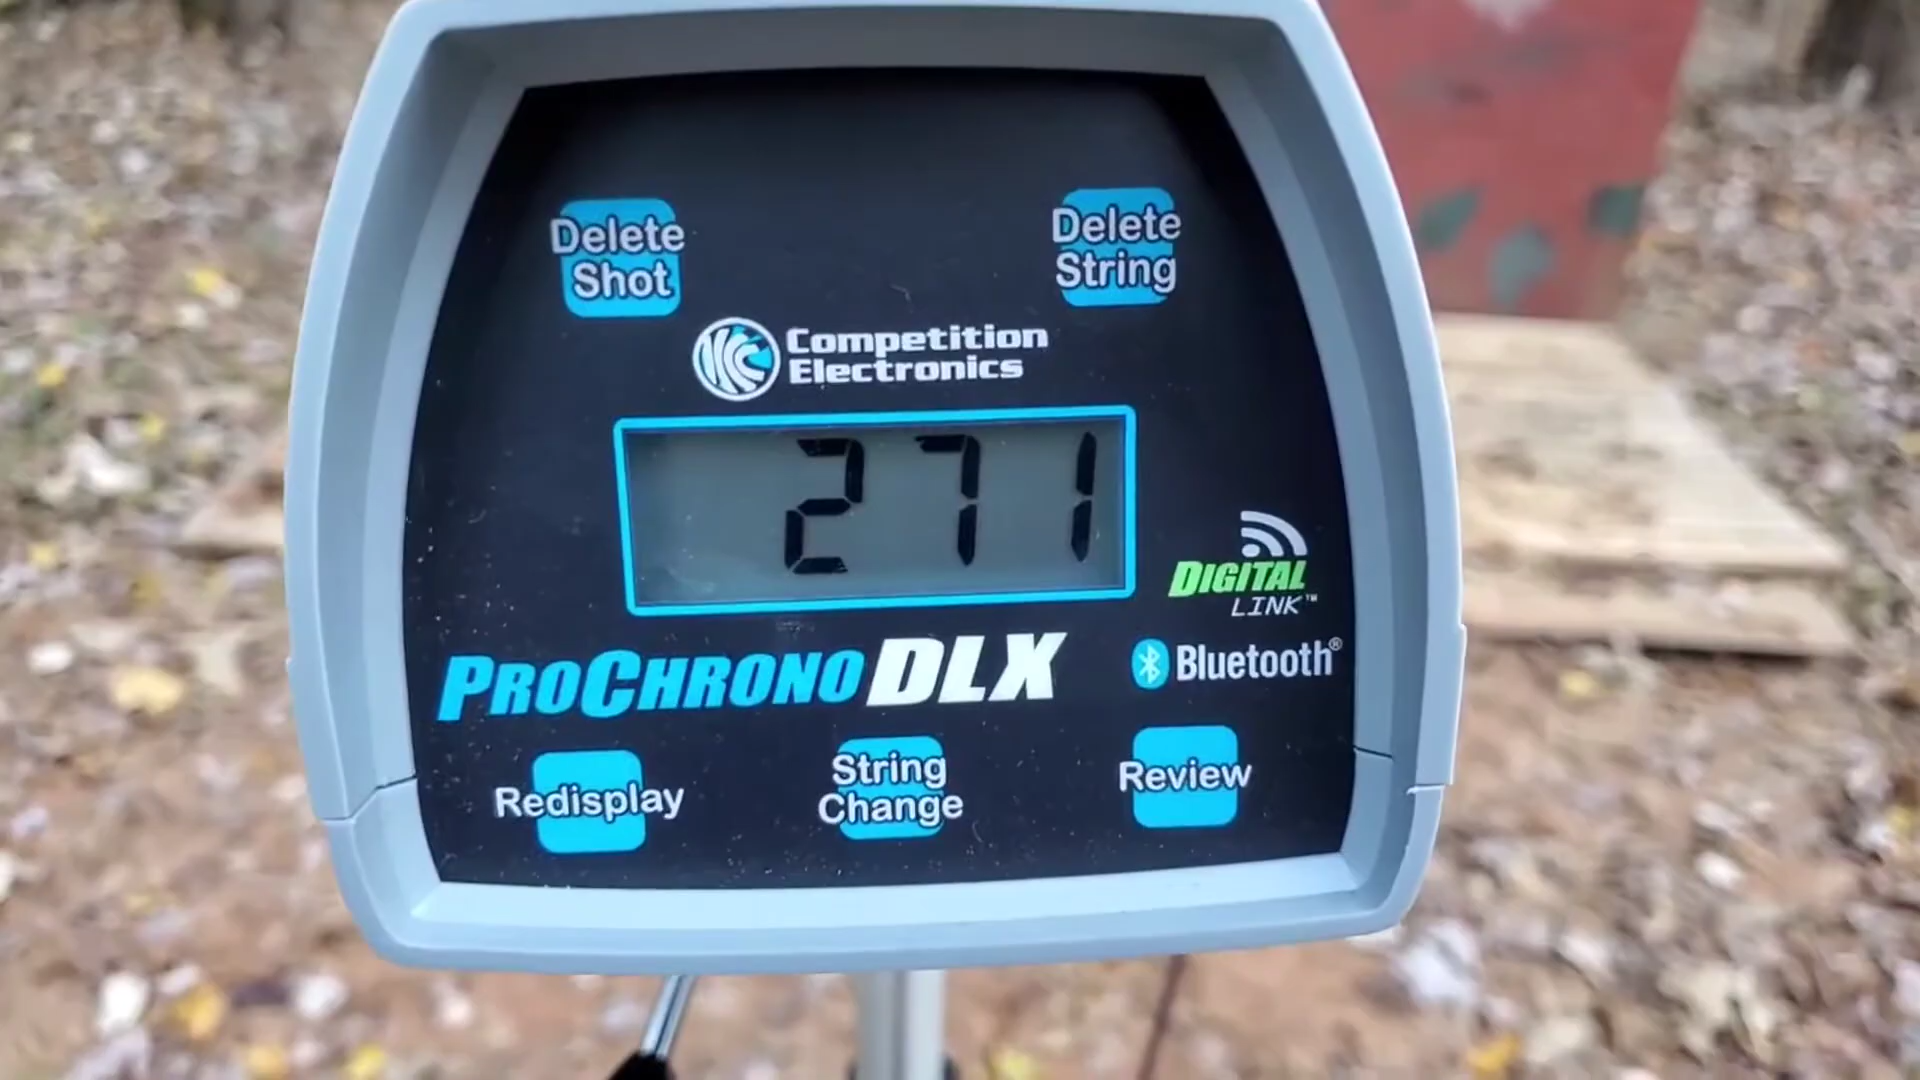 Delete
Shot
Delete
String
Competition
Electronics
271
DIGITAL
LINK™
PROCHRONO DLX
Bluetooth®
Redisplay
String
Change
Review